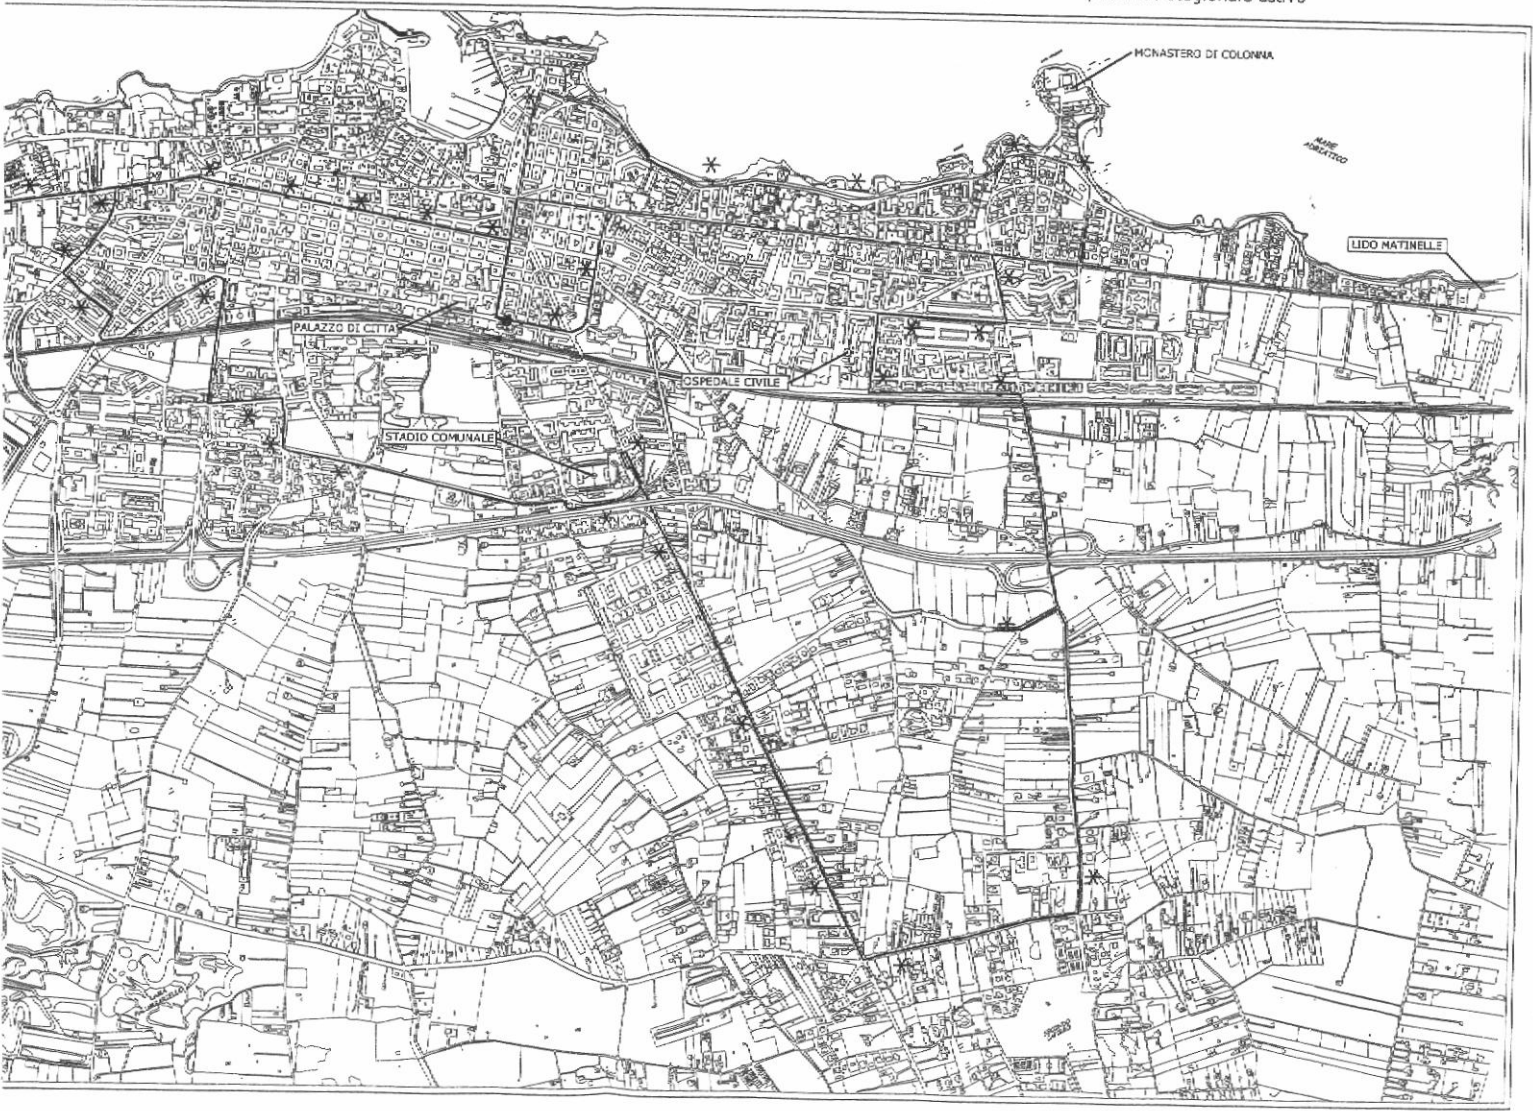 MONASTERO DI COLONNA
MARE
ADRIATICO
LIDO MATINELLE
PALAZZO DI CITTA'
OSPEDALE CIVILE
STADIO COMUNALE